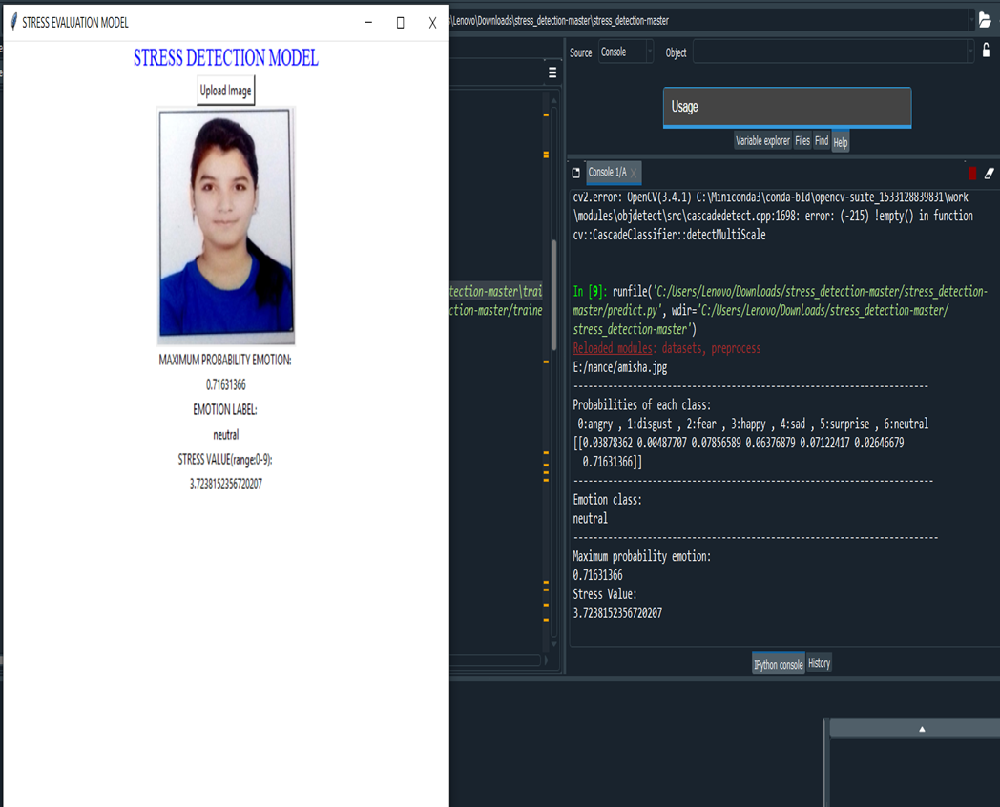 STRESS EVALUATION MODEL
STRESS DETECTION MODEL
Upload Image
MAXIMUM PROBABILITY EMOTION:
0.71631366
EMOTION LABEL:
neutral
STRESS VALUE(range:0-9):
3.7238152356720207
\Lenovo\Downloads\stress_detection-master\stress_detection-master
Source Console Object
Usage
Variable explorer Files Find Help
tection-master\trai
ction-master/traine
Console 1/A
cv2.error: OpenCV(3.4.1) C:\Miniconda3\conda-bld\opencv-suite_1533128839831\work
\modules\objdetect\src\cascadedetect.cpp:1698: error: (-215) !empty() in function
cv::CascadeClassifier::detectMultiScale
In [9]: runfile('C:/Users/Lenovo/Downloads/stress_detection-master/stress_detection-
master/predict.py', wdir='C:/Users/Lenovo/Downloads/stress_detection-master/
stress_detection-master')
Reloaded modules: datasets, preprocess
E:/nance/amisha.jpg
--------------------------------------------------------------------------
Probabilities of each class:
0:angry , 1:disgust , 2:fear , 3:happy , 4:sad , 5:surprise , 6:neutral
[[0.03878362 0.00487707 0.07856589 0.06376879 0.07122417 0.02646679
0.71631366]]
---------------------------------------------------------------------------
Emotion class:
neutral
----------------------------------------------------------------------------
Maximum probability emotion:
0.71631366
Stress Value:
3.7238152356720207
IPython console History